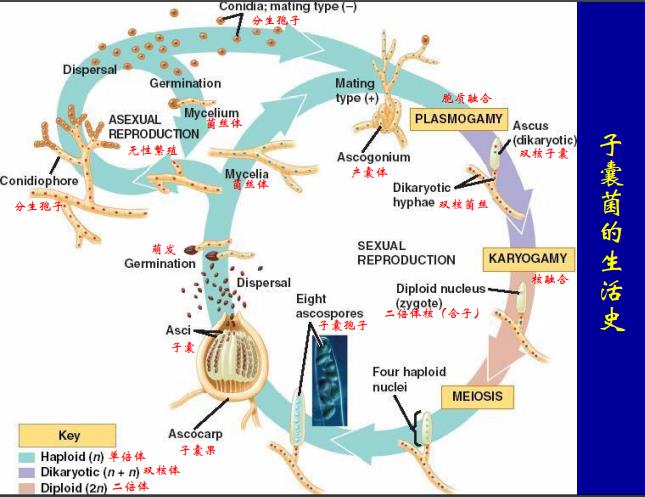 Conidia; mating type (–)
分生孢子
Dispersal
Germination
Mycelium
菌丝体
ASEXUAL
REPRODUCTION
无性繁殖
Conidiophore
分生孢子
Mycelia
菌丝体
Mating
type (+)
Ascogonium
产囊体
胞质融合
PLASMOGAMY
Ascus
(dikaryotic)
双核子囊
Dikaryotic
hyphae 双核菌丝
SEXUAL
REPRODUCTION
KARYOGAMY
核融合
Diploid nucleus
(zygote)
二倍体核（合子）
MEIOSIS
Four haploid
nuclei
Eight
ascospores
子囊孢子
萌发
Germination
Dispersal
Asci
子囊
Ascocarp
子囊果
Key
Haploid (n) 单倍体
Dikaryotic (n + n) 双核体
Diploid (2n) 二倍体
子囊菌的生活史